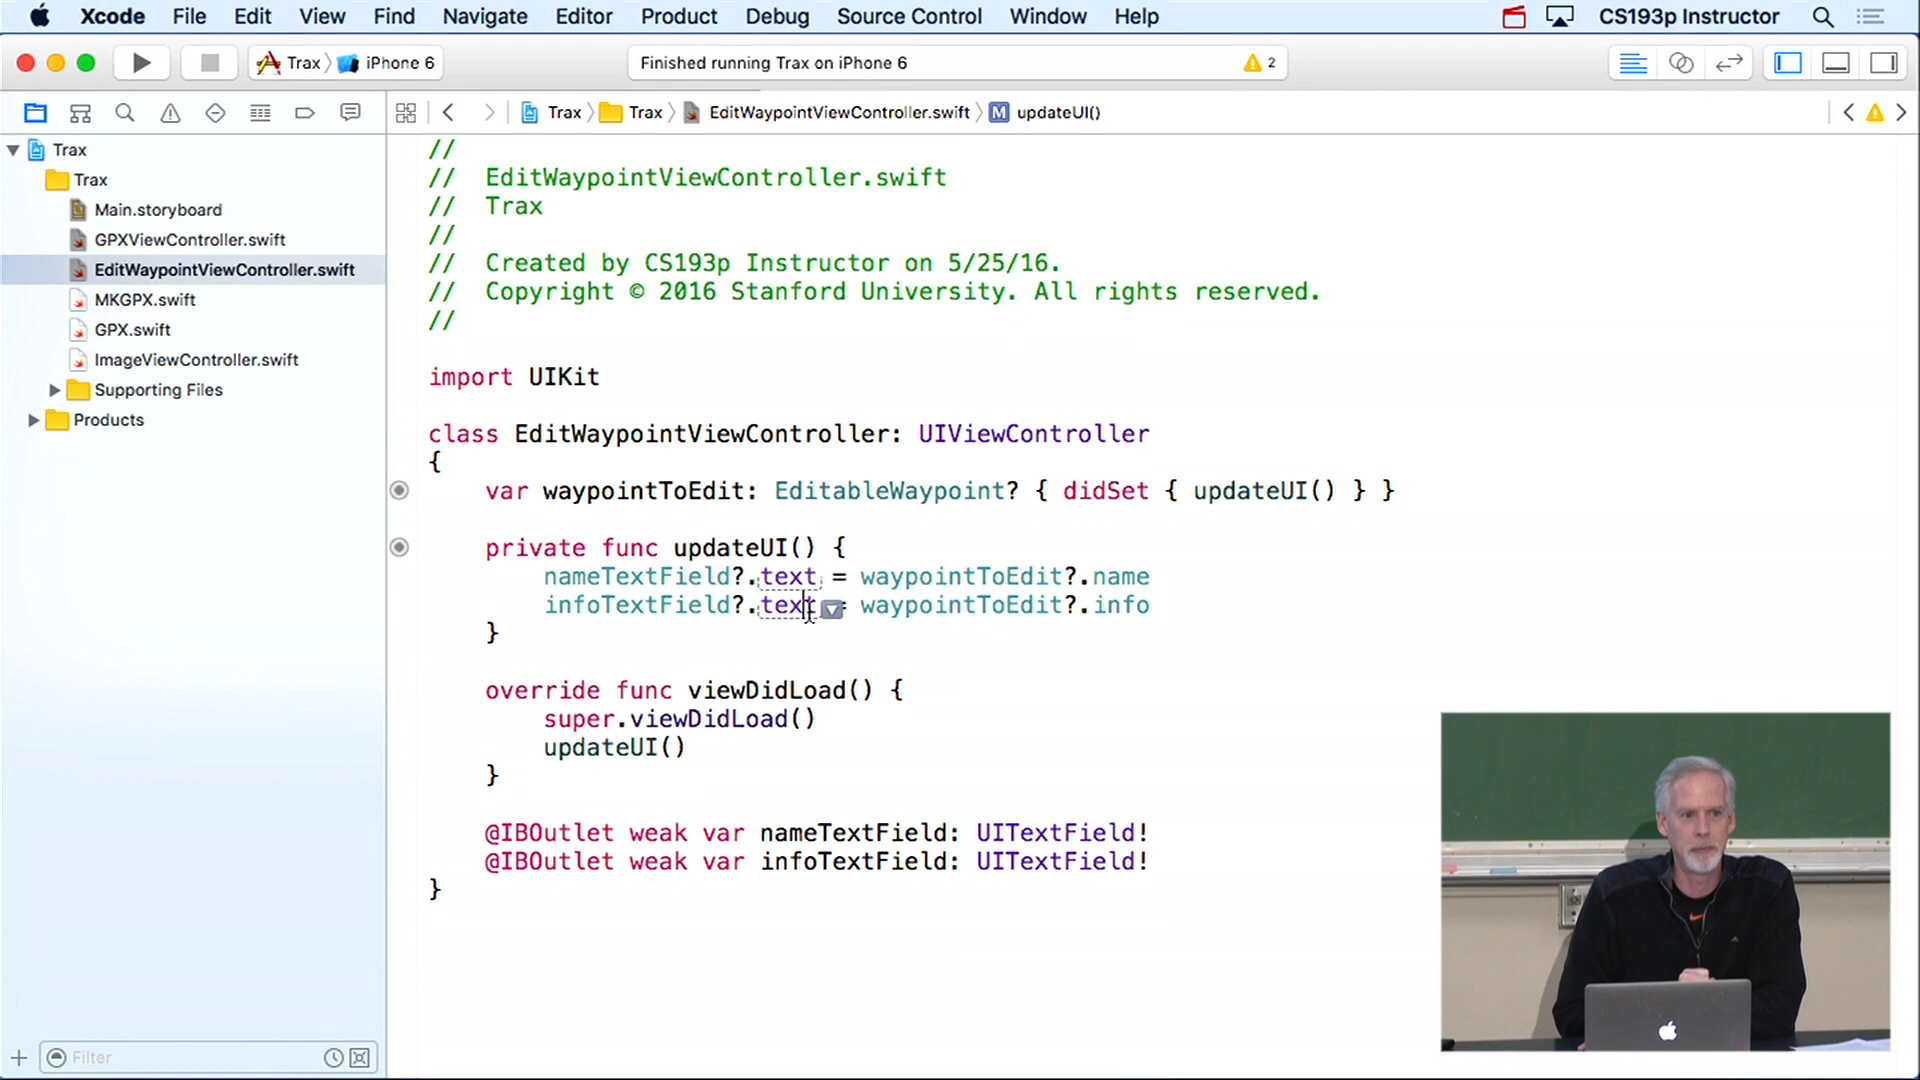 Xcode File Edit View Find Navigate Editor Product Debug Source Control Window Help CS193p Instructor
Trax iPhone 6 Finished running Trax on iPhone 6 2
Trax Trax EditWaypointViewController.swift M updateUI()
Trax
Trax
Main.storyboard
GPXViewController.swift
EditWaypointViewController.swift
MKGPX.swift
GPX.swift
ImageViewController.swift
Supporting Files
Products
Filter
//
// EditWaypointViewController.swift
// Trax
//
// Created by CS193p Instructor on 5/25/16.
// Copyright © 2016 Stanford University. All rights reserved.
//
import UIKit
class EditWaypointViewController: UIViewController
{
var waypointToEdit: EditableWaypoint? { didSet { updateUI() } }
private func updateUI() {
nameTextField?.text = waypointToEdit?.name
infoTextField?.text = waypointToEdit?.info
}
override func viewDidLoad() {
super.viewDidLoad()
updateUI()
}
@IBOutlet weak var nameTextField: UITextField!
@IBOutlet weak var infoTextField: UITextField!
}